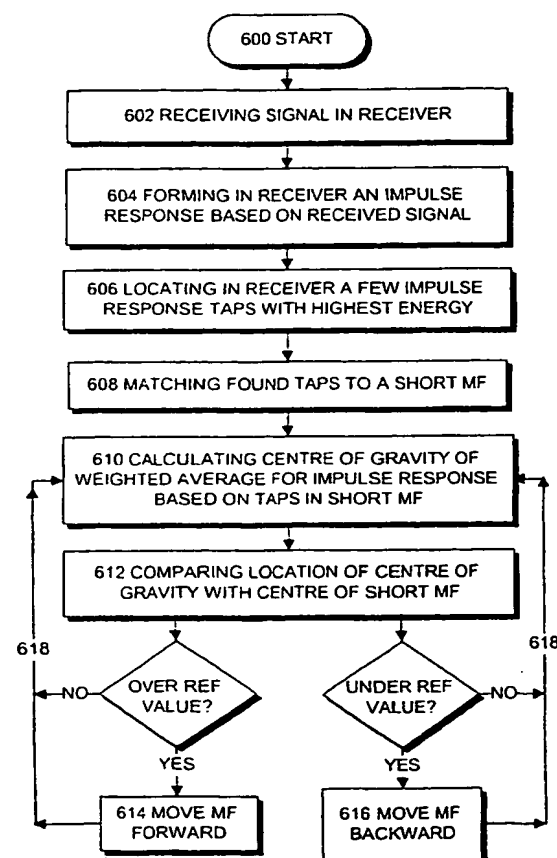 600 START
602 RECEIVING SIGNAL IN RECEIVER
604 FORMING IN RECEIVER AN IMPULSE
RESPONSE BASED ON RECEIVED SIGNAL
606 LOCATING IN RECEIVER A FEW IMPULSE
RESPONSE TAPS WITH HIGHEST ENERGY
608 MATCHING FOUND TAPS TO A SHORT MF
610 CALCULATING CENTRE OF GRAVITY OF
WEIGHTED AVERAGE FOR IMPULSE RESPONSE
BASED ON TAPS IN SHORT MF
612 COMPARING LOCATION OF CENTRE OF
GRAVITY WITH CENTRE OF SHORT MF
618
618
NO
OVER REF
VALUE?
UNDER REF
VALUE?
NO
YES
YES
614 MOVE MF
FORWARD
616 MOVE MF
BACKWARD